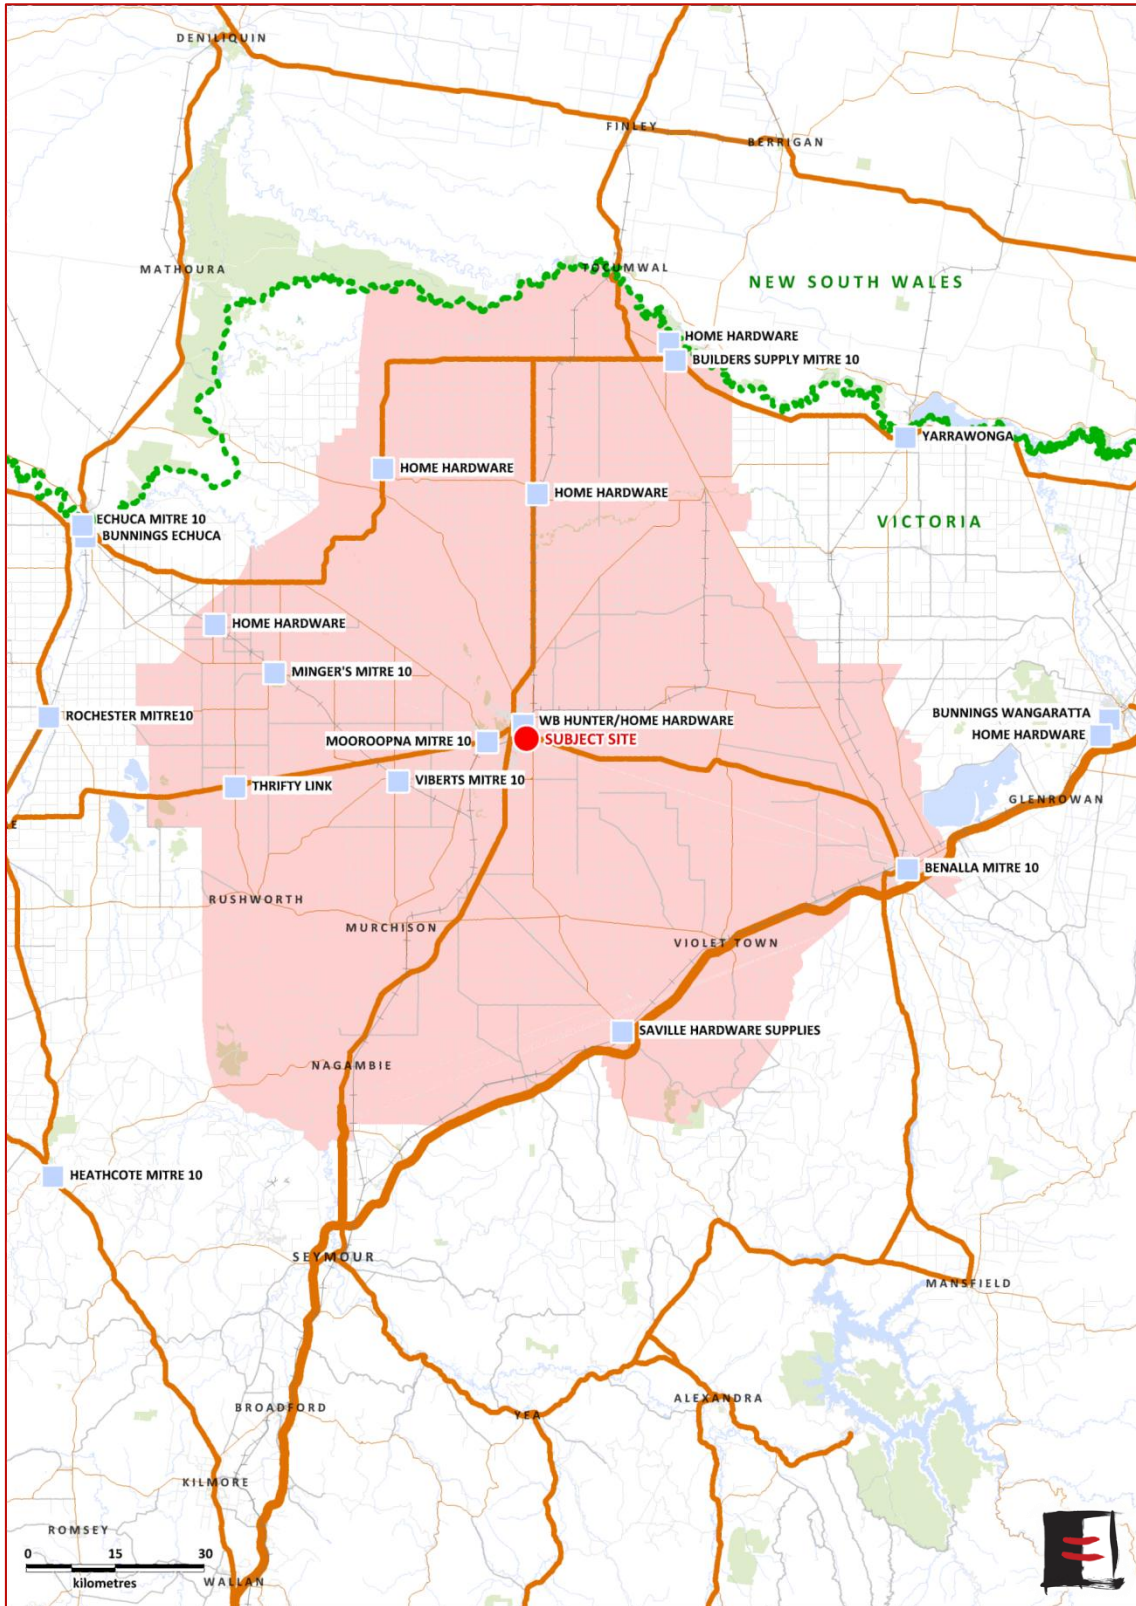 DENILIQUIN
FINLEY
BERRIGAN
MATHOURA
TOCUMWAL
NEW SOUTH WALES
HOME HARDWARE
BUILDERS SUPPLY MITRE 10
YARRAWONGA
HOME HARDWARE
HOME HARDWARE
VICTORIA
ECHUCA MITRE 10
BUNNINGS ECHUCA
HOME HARDWARE
MINGER'S MITRE 10
ROCHESTER MITRE10
WB HUNTER/HOME HARDWARE
BUNNINGS WANGARATTA
MOOROOPNA MITRE 10
SUBJECT SITE
HOME HARDWARE
THRIFTY LINK
VIBERTS MITRE 10
GLENROWAN
E
BENALLA MITRE 10
RUSHWORTH
MURCHISON
VIOLET TOWN
SAVILLE HARDWARE SUPPLIES
NAGAMBIE
HEATHCOTE MITRE 10
SEYMOUR
MANSFIELD
ALEXANDRA
BROADFORD
YEA
KILMORE
ROMSEY
0 15 30
kilometres
WALLAN